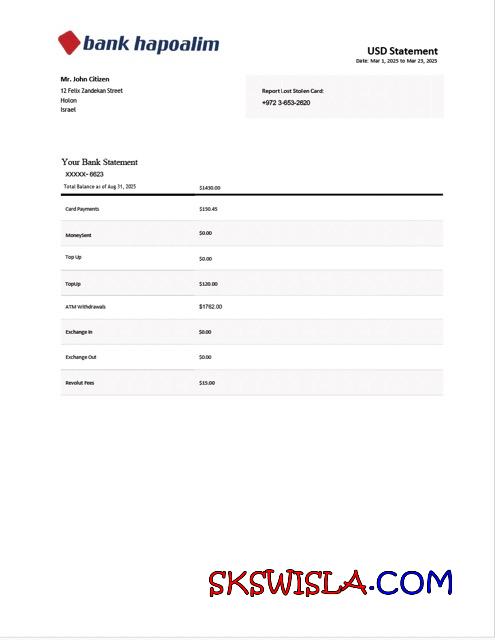 bank hapoalim
USD Statement
Date: Mar 1, 2025 to Mar 23, 2025
Mr. John Citizen
12 Felix Zandekan Street
Holon
Israel
Report Lost Stolen Card:
+972 3-653-2620
Your Bank Statement
XXXXX- 6623
Total Balance as of Aug 31, 2025 $1430.00
Card Payments $150.45
MoneySent $0.00
Top Up $0.00
TopUp $120.00
ATM Withdrawals $1762.00
Exchange In $0.00
Exchange Out $0.00
Revolut Fees $15.00
SKSWISLA.COM